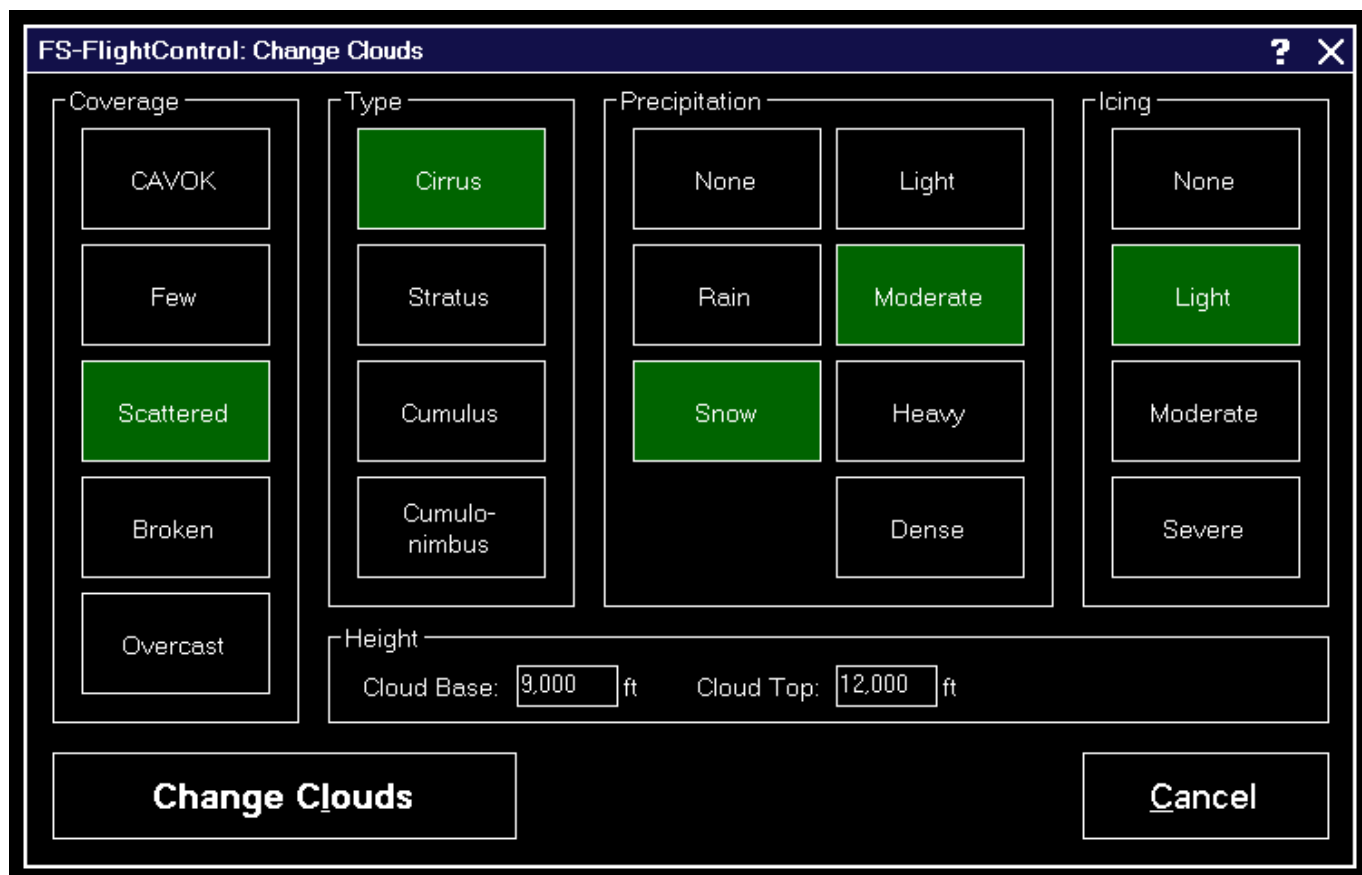 FS-FlightControl: Change Clouds ? X
Coverage
CAVOK
Few
Scattered
Broken
Overcast
Type
Cirrus
Stratus
Cumulus
Cumulo-
nimbus
Precipitation
None
Light
Rain
Moderate
Snow
Heavy
Dense
Icing
None
Light
Moderate
Severe
Height
Cloud Base: 9,000 ft Cloud Top: 12,000 ft
Change Clouds
Cancel